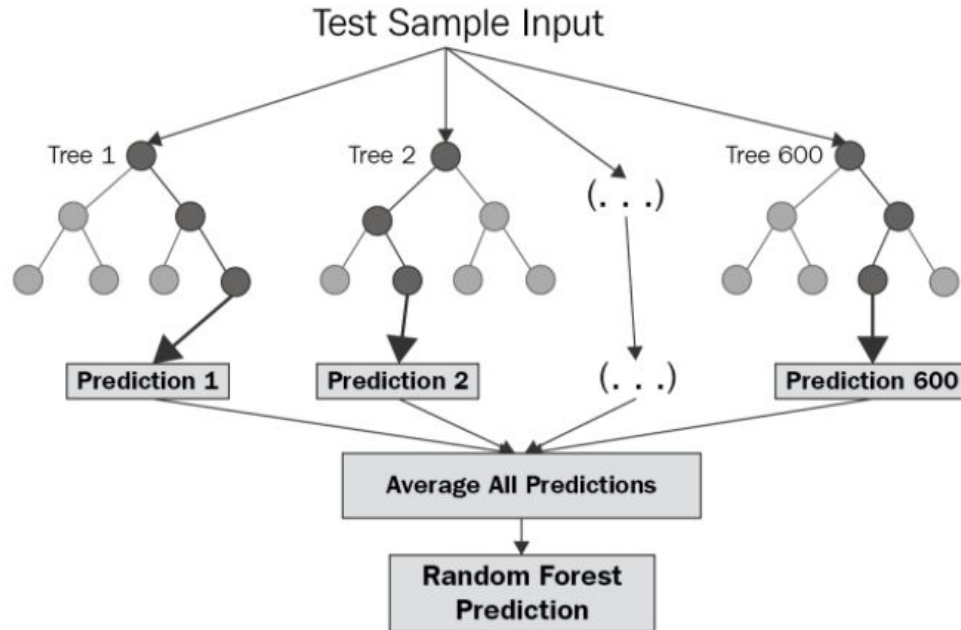 Test Sample Input
Tree 1
Tree 2
Tree 600
(. . .)
Prediction 1
Prediction 2
(. . .)
Prediction 600
Average All Predictions
Random Forest
Prediction